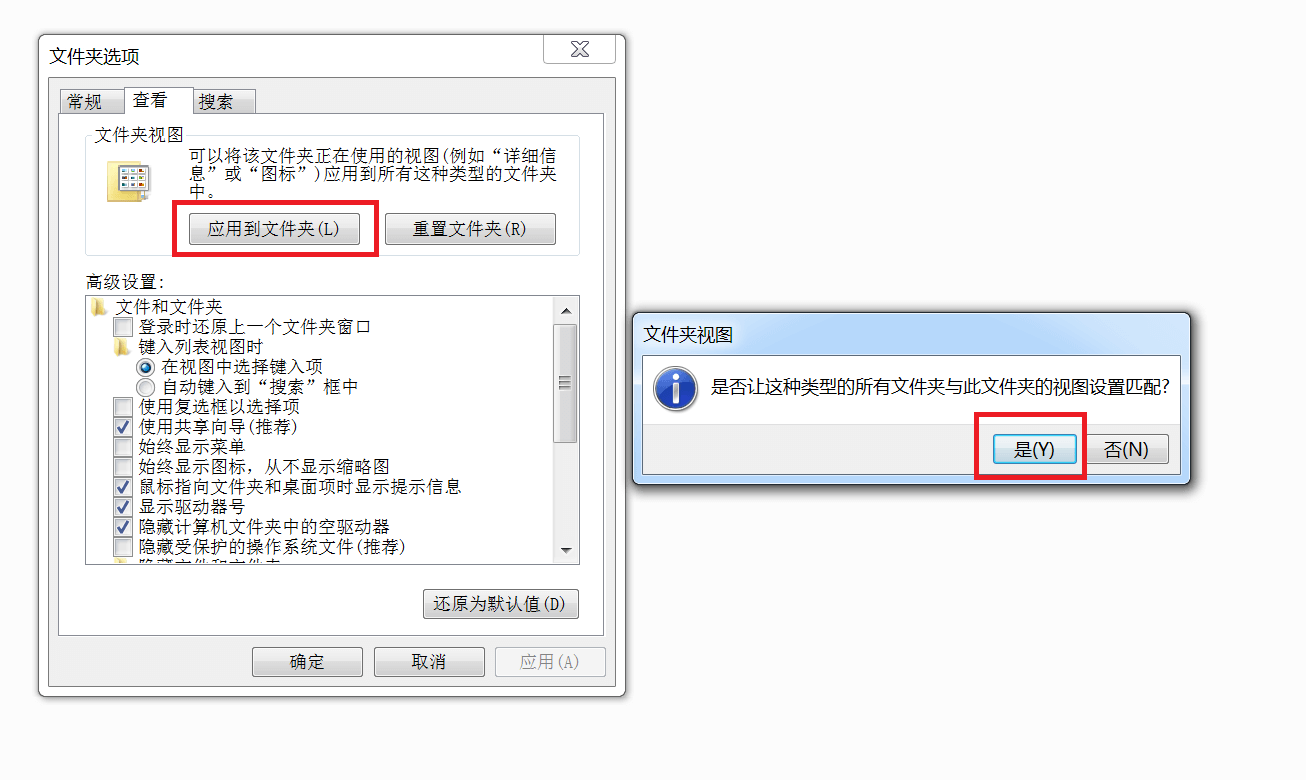 文件夹选项
常规 查看 搜索
文件夹视图
可以将该文件夹正在使用的视图(例如“详细信
息”或“图标”)应用到所有这种类型的文件夹
中。
应用到文件夹(L) 重置文件夹(R)
高级设置：
文件和文件夹
登录时还原上一个文件夹窗口
键入列表视图时
在视图中选择键入项
自动键入到“搜索”框中
使用复选框以选择项
使用共享向导(推荐)
始终显示菜单
始终显示图标，从不显示缩略图
鼠标指向文件夹和桌面项时显示提示信息
显示驱动器号
隐藏计算机文件夹中的空驱动器
隐藏受保护的操作系统文件(推荐)
还原为默认值(D)
确定 取消 应用(A)
文件夹视图
是否让这种类型的所有文件夹与此文件夹的视图设置匹配?
是(Y) 否(N)